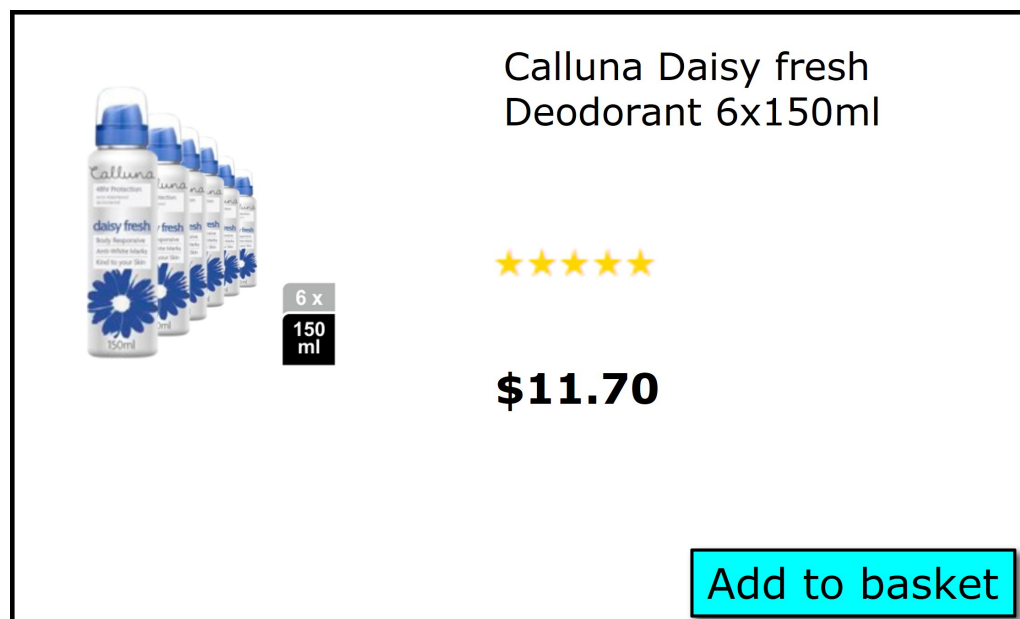 Calluna Daisy fresh
Deodorant 6x150ml
$11.70
Add to basket
6 x
150
ml
Calluna
48hr Protection
daisy fresh
Body Responsive
Anti-White Marks
Kind to your Skin
150ml